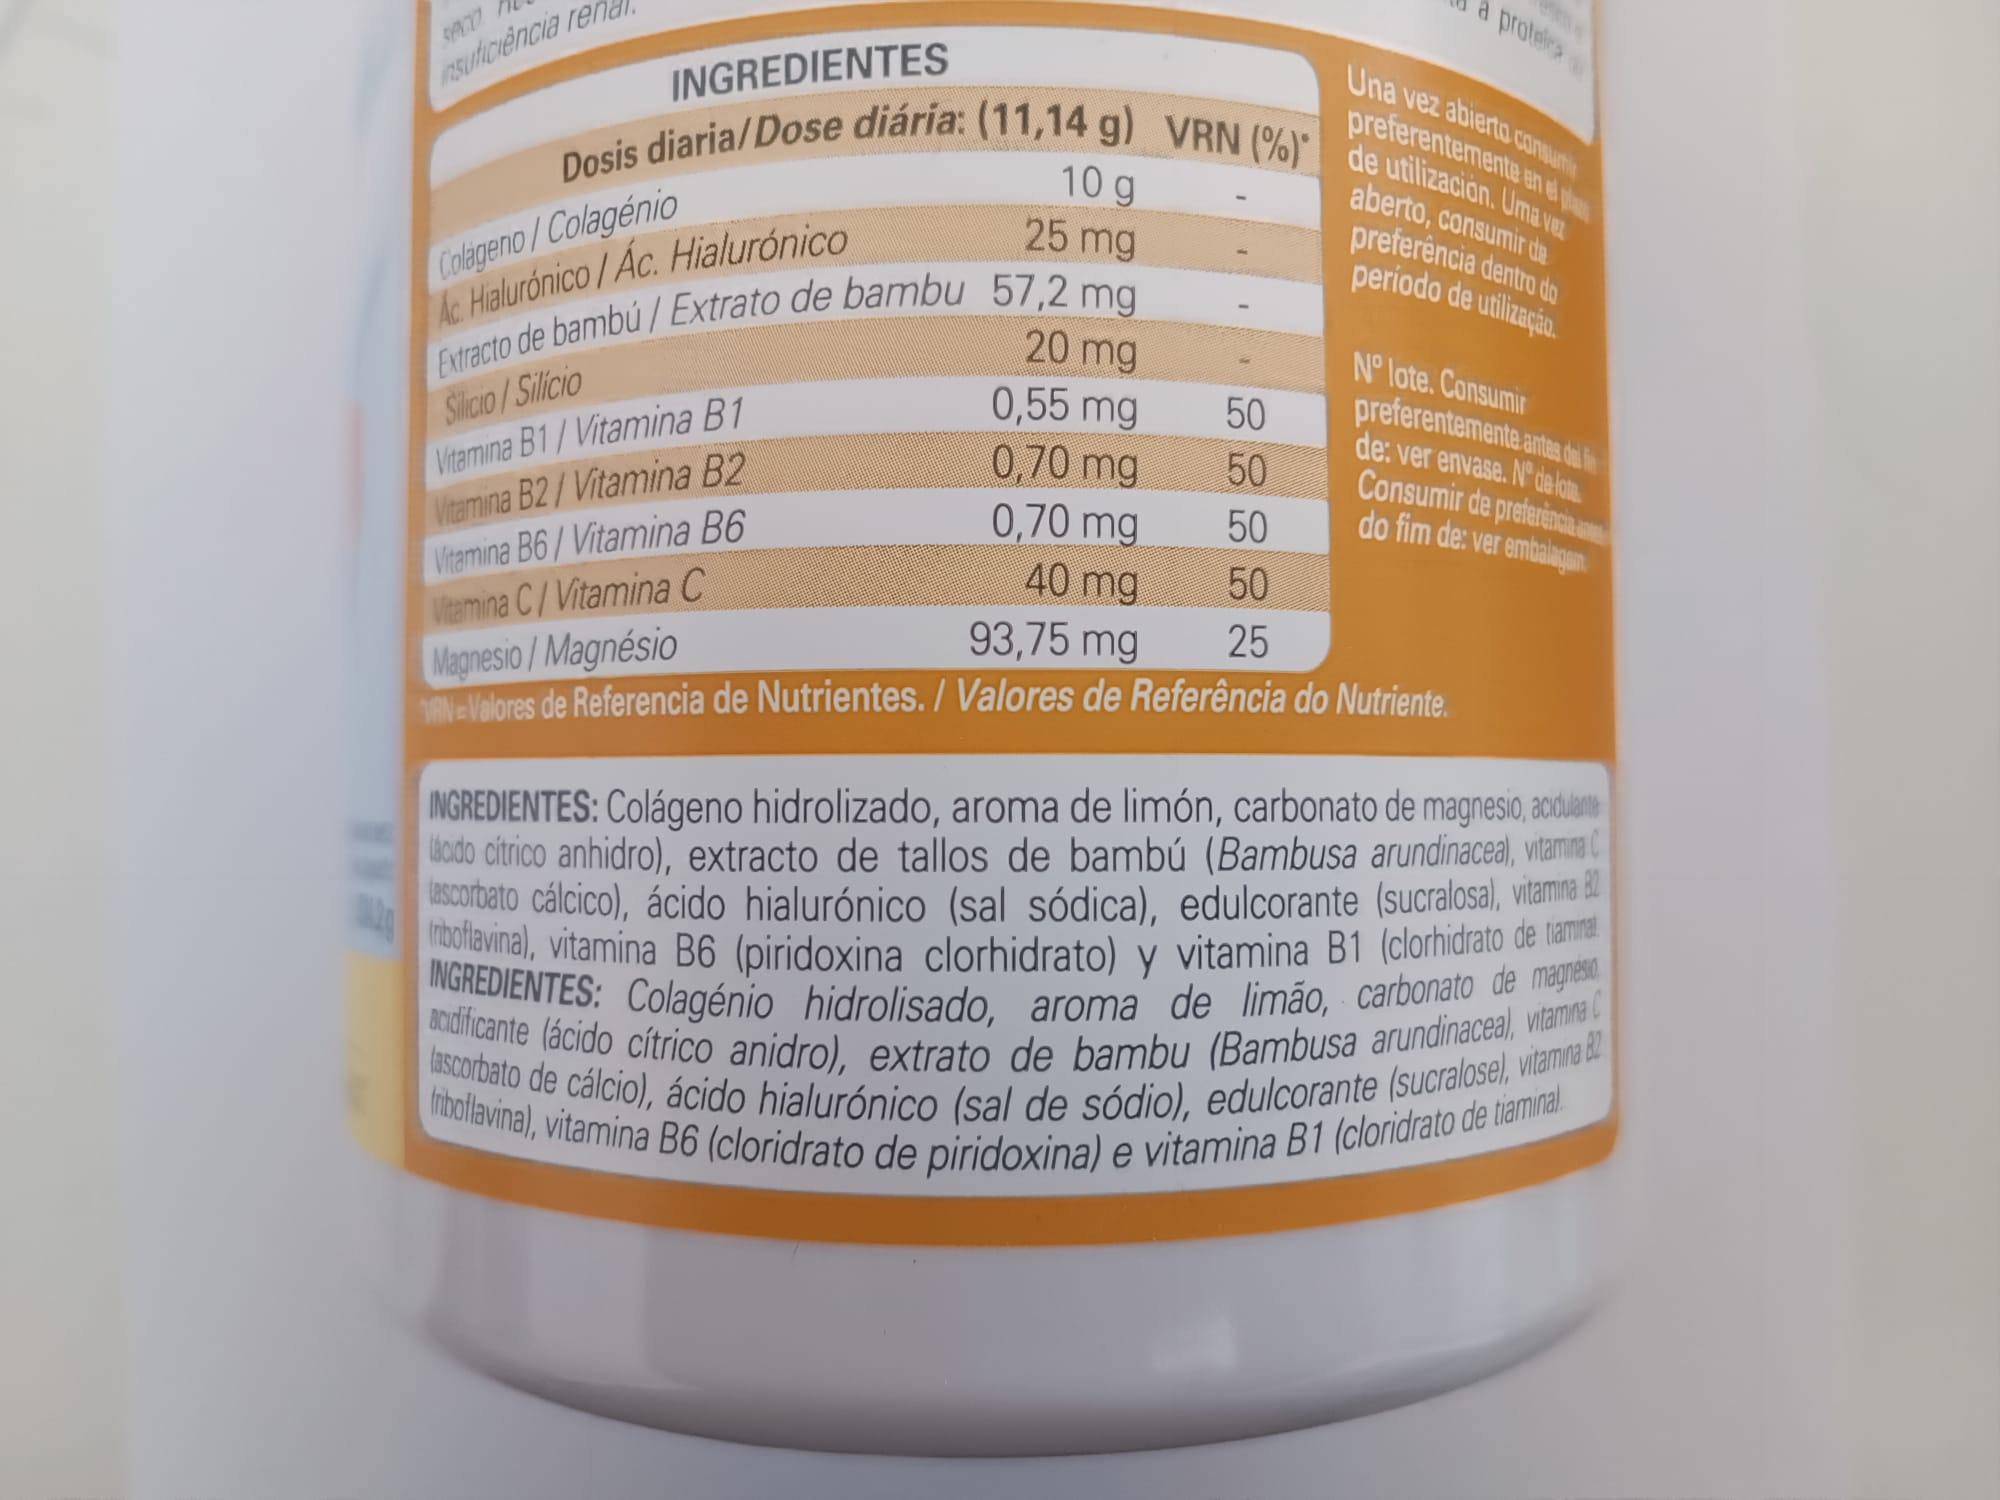 seco
insuficiência renal.
a proteica
INGREDIENTES
Dosis diaria/Dose diária: (11,14 g) VRN (%)*
Colágeno / Colagénio 10 g -
Ác. Hialurónico / Ác. Hialurónico 25 mg -
Extracto de bambú / Extrato de bambu 57,2 mg -
Silicio / Silício 20 mg -
Vitamina B1 / Vitamina B1 0,55 mg 50
Vitamina B2 / Vitamina B2 0,70 mg 50
Vitamina B6 / Vitamina B6 0,70 mg 50
Vitamina C / Vitamina C 40 mg 50
Magnesio / Magnésio 93,75 mg 25
*VRN = Valores de Referencia de Nutrientes. / Valores de Referência do Nutriente.
Una vez abierto consumir
preferentemente en el plazo
de utilización. Uma vez
aberto, consumir de
preferência dentro do
período de utilização.
Nº lote. Consumir
preferentemente antes del fin
de: ver envase. Nº de lote.
Consumir de preferência antes
do fim de: ver embalagem.
INGREDIENTES: Colágeno hidrolizado, aroma de limón, carbonato de magnesio, acidulante
(ácido cítrico anhidro), extracto de tallos de bambú (Bambusa arundinacea), vitamina C
(ascorbato cálcico), ácido hialurónico (sal sódica), edulcorante (sucralosa), vitamina B2
(riboflavina), vitamina B6 (piridoxina clorhidrato) y vitamina B1 (clorhidrato de tiamina).
INGREDIENTES: Colagénio hidrolisado, aroma de limão, carbonato de magnésio,
acidificante (ácido cítrico anidro), extrato de bambu (Bambusa arundinacea), vitamina C
(ascorbato de cálcio), ácido hialurónico (sal de sódio), edulcorante (sucralose), vitamina B2
(riboflavina), vitamina B6 (cloridrato de piridoxina) e vitamina B1 (cloridrato de tiamina).